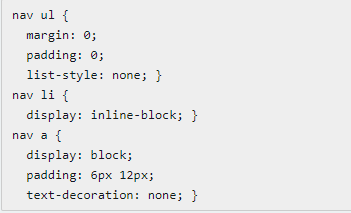 nav ul {
  margin: 0;
  padding: 0;
  list-style: none; }
nav li {
  display: inline-block; }
nav a {
  display: block;
  padding: 6px 12px;
  text-decoration: none; }